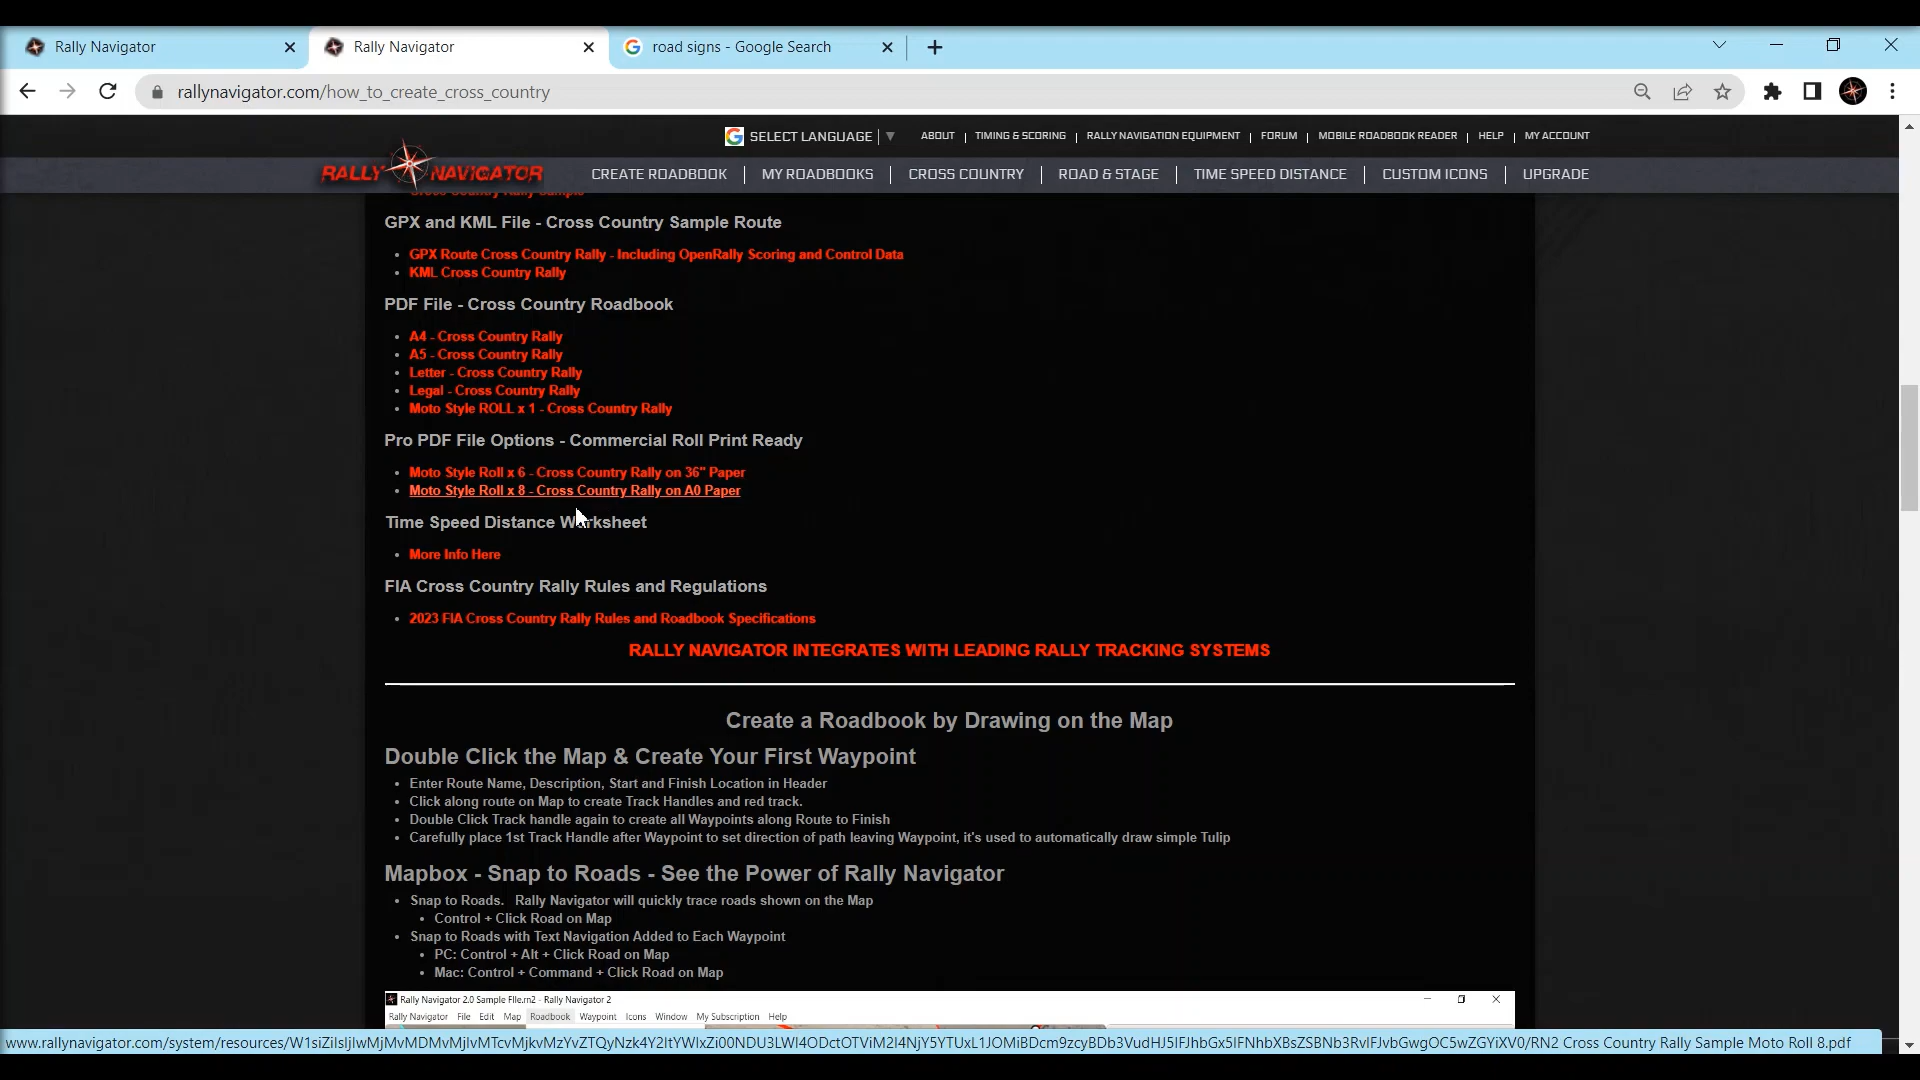 Rally Navigator
Rally Navigator
road signs - Google Search
rallynavigator.com/how_to_create_cross_country
SELECT LANGUAGE
ABOUT
TIMING & SCORING
RALLY NAVIGATION EQUIPMENT
FORUM
MOBILE ROADBOOK READER
HELP
MY ACCOUNT
RALLY NAVIGATOR
CREATE ROADBOOK
MY ROADBOOKS
CROSS COUNTRY
ROAD & STAGE
TIME SPEED DISTANCE
CUSTOM ICONS
UPGRADE
Cross Country Rally Sample
GPX and KML File - Cross Country Sample Route
GPX Route Cross Country Rally - Including OpenRally Scoring and Control Data
KML Cross Country Rally
PDF File - Cross Country Roadbook
A4 - Cross Country Rally
A5 - Cross Country Rally
Letter - Cross Country Rally
Legal - Cross Country Rally
Moto Style ROLL x 1 - Cross Country Rally
Pro PDF File Options - Commercial Roll Print Ready
Moto Style Roll x 6 - Cross Country Rally on 36" Paper
Moto Style Roll x 8 - Cross Country Rally on A0 Paper
Time Speed Distance Worksheet
More Info Here
FIA Cross Country Rally Rules and Regulations
2023 FIA Cross Country Rally Rules and Roadbook Specifications
RALLY NAVIGATOR INTEGRATES WITH LEADING RALLY TRACKING SYSTEMS
Create a Roadbook by Drawing on the Map
Double Click the Map & Create Your First Waypoint
Enter Route Name, Description, Start and Finish Location in Header
Click along route on Map to create Track Handles and red track.
Double Click Track handle again to create all Waypoints along Route to Finish
Carefully place 1st Track Handle after Waypoint to set direction of path leaving Waypoint, it's used to automatically draw simple Tulip
Mapbox - Snap to Roads - See the Power of Rally Navigator
Snap to Roads. Rally Navigator will quickly trace roads shown on the Map
Control + Click Road on Map
Snap to Roads with Text Navigation Added to Each Waypoint
PC: Control + Alt + Click Road on Map
Mac: Control + Command + Click Road on Map
Rally Navigator 2.0 Sample File.rn2 - Rally Navigator 2
Rally Navigator File Edit Map Roadbook Waypoint Icons Window My Subscription Help
RN2 Cross Country Rally Sample Moto Roll 8.pdf